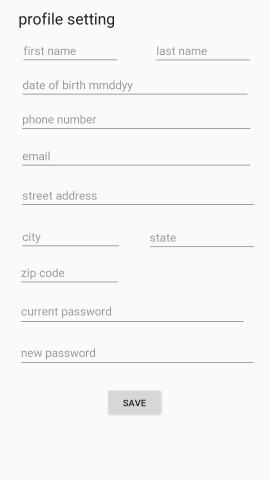 profile setting
first name last name
date of birth mmddyy
phone number
email
street address
city state
zip code
current password
new password
SAVE